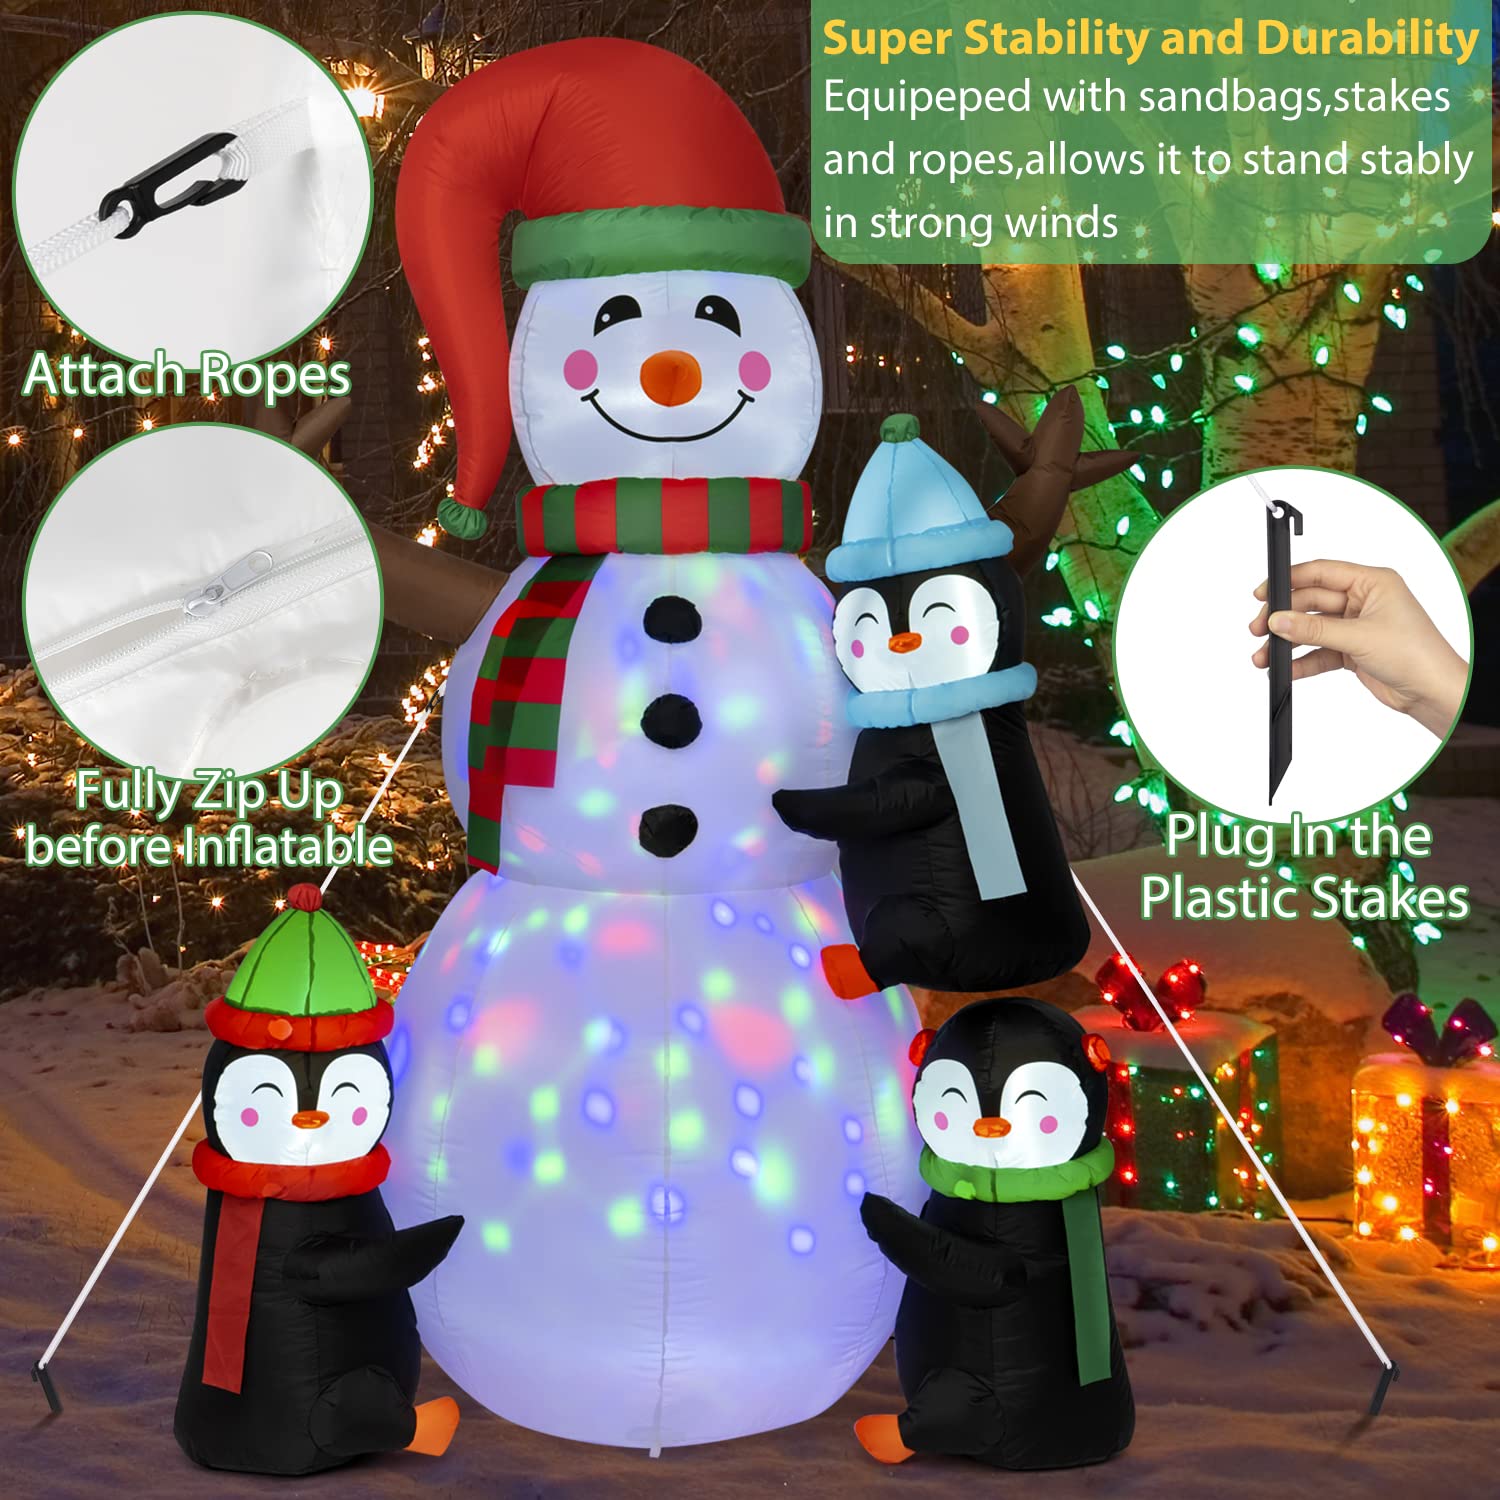 Super Stability and Durability
Equipeped with sandbags,stakes
and ropes,allows it to stand stably
in strong winds
Attach Ropes
Fully Zip Up
before Inflatable
Plug In the
Plastic Stakes